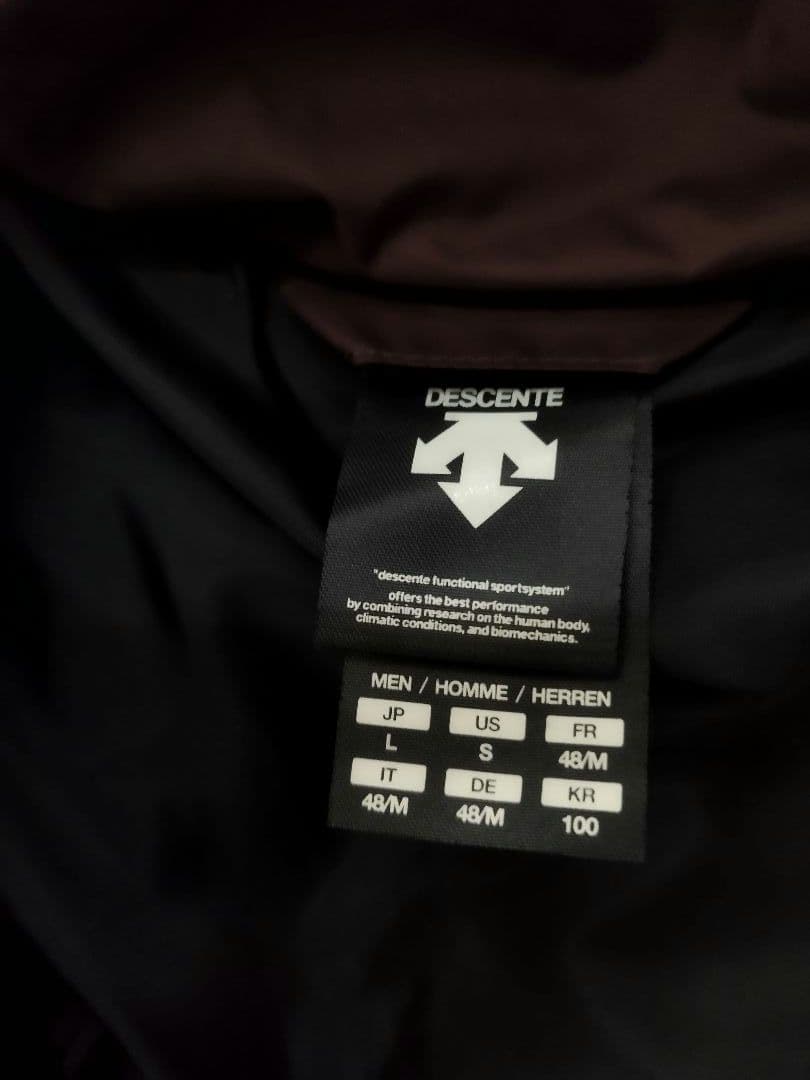 DESCENTE
"descente functional sportsystem"
offers the best performance
by combining research on the human body,
climatic conditions, and biomechanics.
MEN / HOMME / HERREN
JP US FR
L S 48/M
IT DE KR
48/M 48/M 100